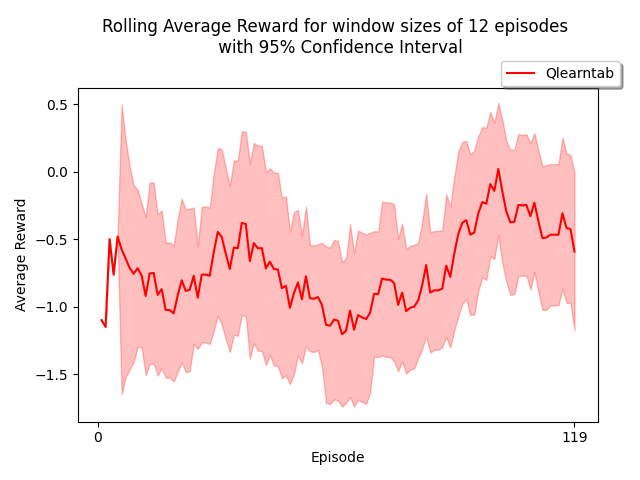 Rolling Average Reward for window sizes of 12 episodes
with 95% Confidence Interval
Qlearntab
0.5
0.0
−0.5
−1.0
−1.5
Average Reward
0
119
Episode